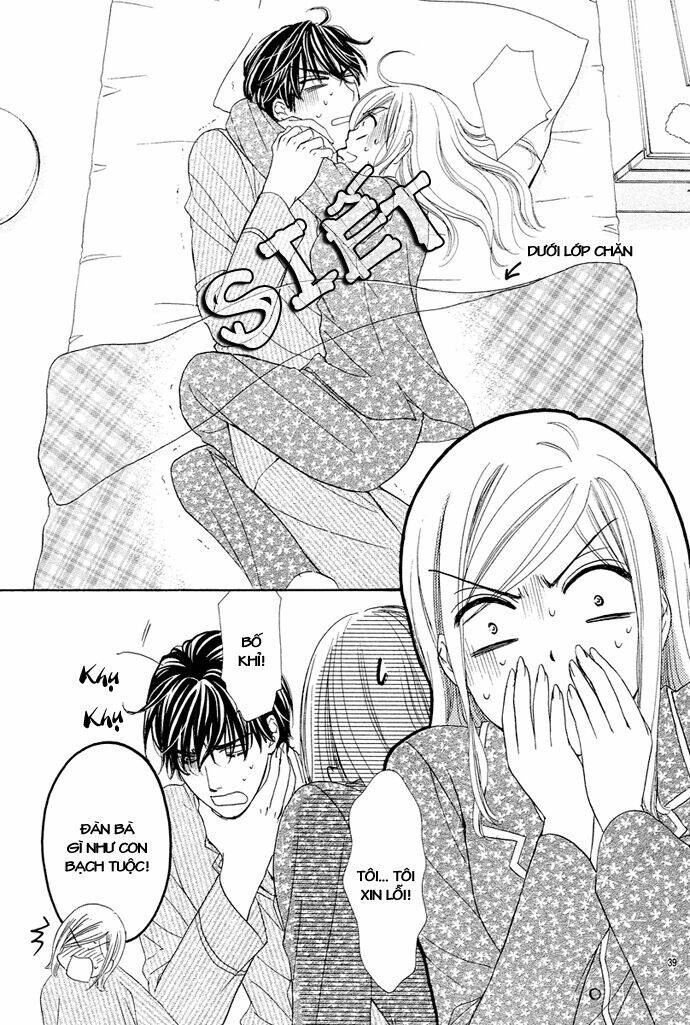 SIẾT
DƯỚI LỚP CHĂN
BỐ
KHỈ!
KHỤ
KHỤ
ĐÀN BÀ
GÌ NHƯ CON
BẠCH TUỘC!
TÔI... TÔI
XIN LỖI!
39